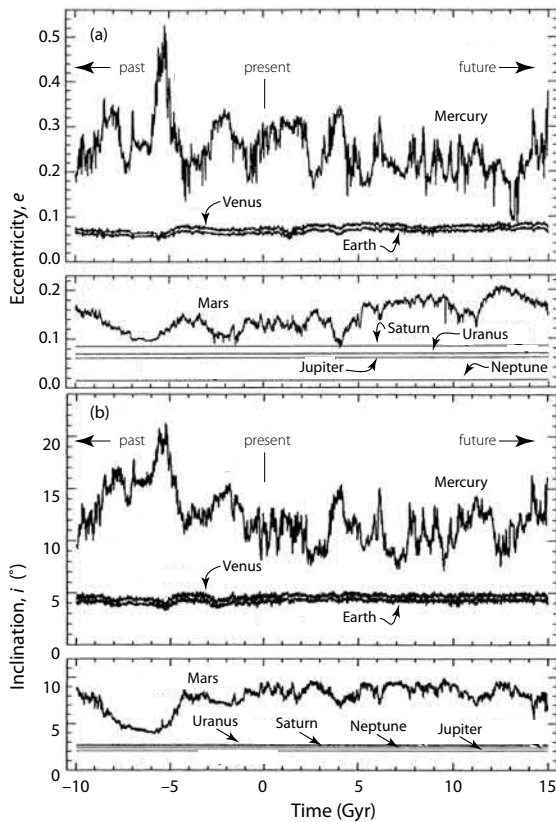 0.6
(a)
past
present
future
0.5
0.4
Mercury
0.3
0.2
Venus
0.1
Earth
0.0
Eccentricity, e
0.2
Mars
Saturn
Uranus
0.1
Jupiter
Neptune
0.0
(b)
past
present
future
20
Mercury
15
10
Venus
5
Earth
0
Inclination, i (°)
10
Mars
5
Uranus
Saturn
Neptune
Jupiter
0
−10
−5
0
5
10
15
Time (Gyr)